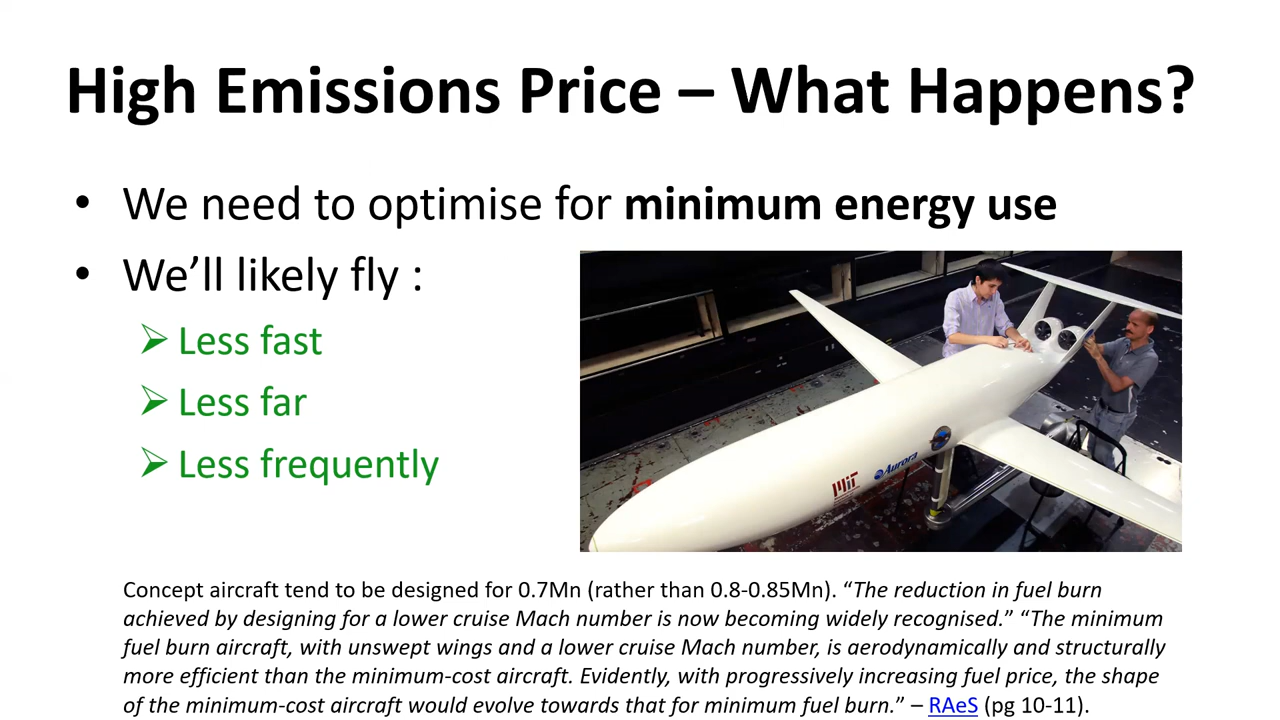 High Emissions Price – What Happens?
• We need to optimise for minimum energy use
• We’ll likely fly :
➢ Less fast
➢ Less far
➢ Less frequently
MIT
Aurora
Concept aircraft tend to be designed for 0.7Mn (rather than 0.8-0.85Mn). “The reduction in fuel burn
achieved by designing for a lower cruise Mach number is now becoming widely recognised.” “The minimum
fuel burn aircraft, with unswept wings and a lower cruise Mach number, is aerodynamically and structurally
more efficient than the minimum-cost aircraft. Evidently, with progressively increasing fuel price, the shape
of the minimum-cost aircraft would evolve towards that for minimum fuel burn.” – RAeS (pg 10-11).